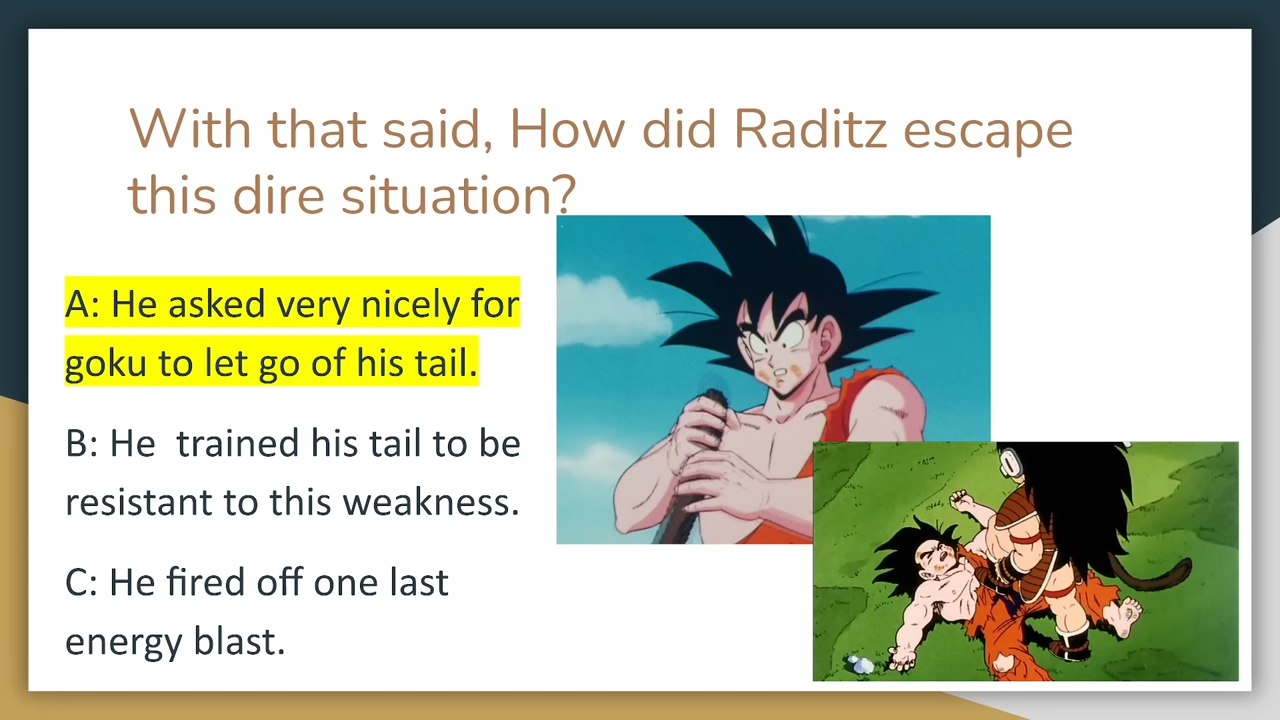 With that said, How did Raditz escape
this dire situation?
A: He asked very nicely for
goku to let go of his tail.
B: He  trained his tail to be
resistant to this weakness.
C: He fired off one last
energy blast.